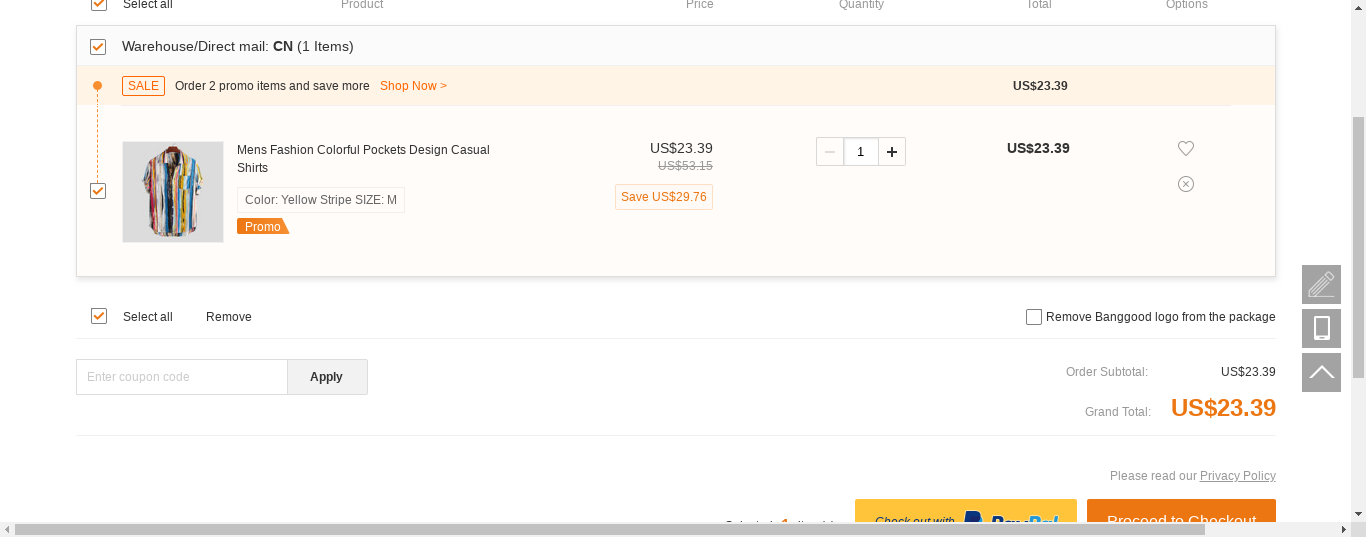 Select all Product Price Quantity Total Options
Warehouse/Direct mail: CN (1 Items)
SALE Order 2 promo items and save more Shop Now > US$23.39
Mens Fashion Colorful Pockets Design Casual
Shirts
Color: Yellow Stripe SIZE: M
Promo
US$23.39
US$53.15
Save US$29.76
1
US$23.39
Select all Remove
Remove Banggood logo from the package
Enter coupon code Apply
Order Subtotal: US$23.39
Grand Total: US$23.39
Please read our Privacy Policy
Check out with PayPal
Proceed to Checkout